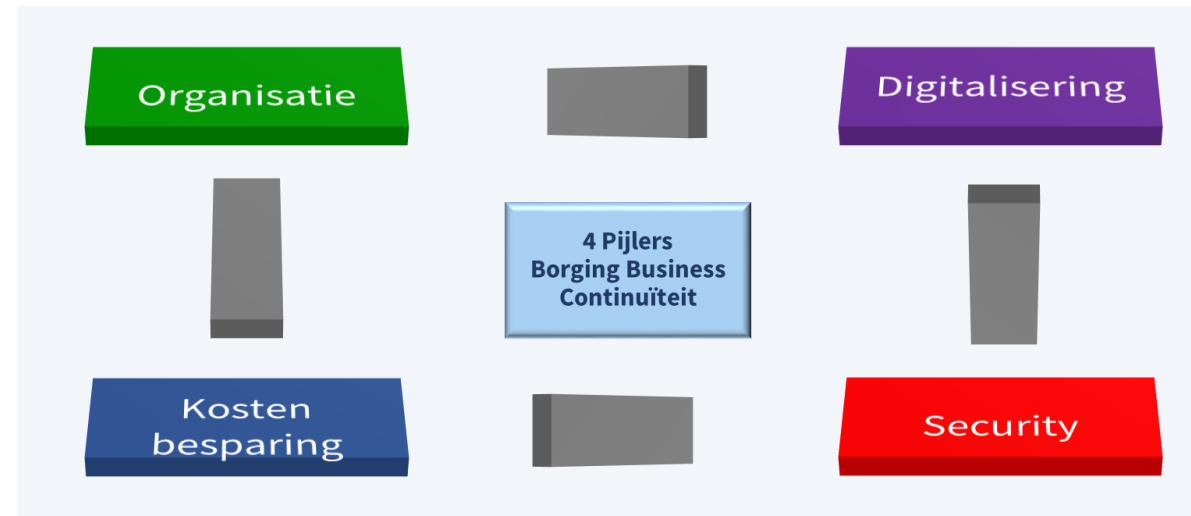 Organisatie
Digitalisering
4 Pijlers
Borging Business
Continuïteit
Kosten
besparing
Security